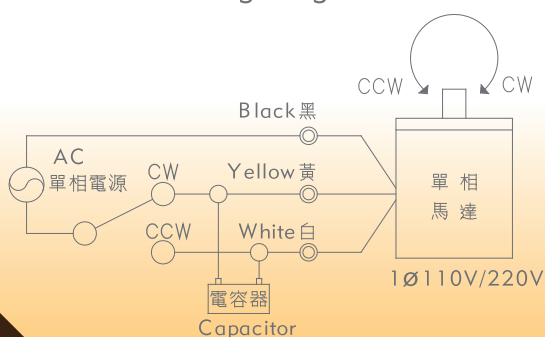 CCW
CW
Black黑
AC
單相電源
CW
Yellow黃
單相
馬達
CCW
White白
1ø110V/220V
電容器
Capacitor